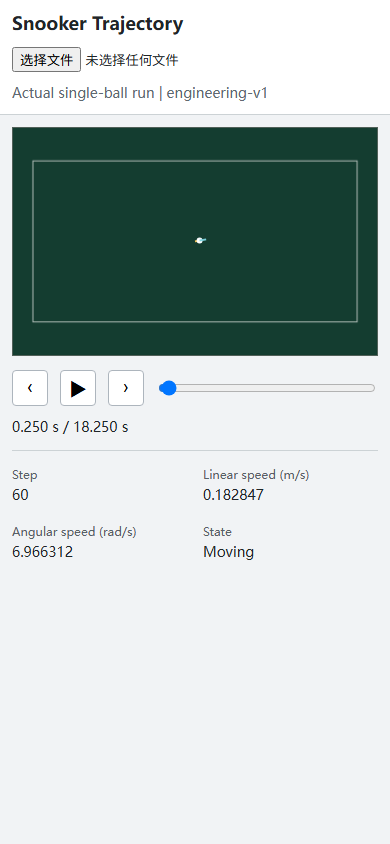 Snooker Trajectory
选择文件 未选择任何文件
Actual single-ball run | engineering-v1
‹ ▶ ›
0.250 s / 18.250 s
Step
60
Linear speed (m/s)
0.182847
Angular speed (rad/s)
6.966312
State
Moving